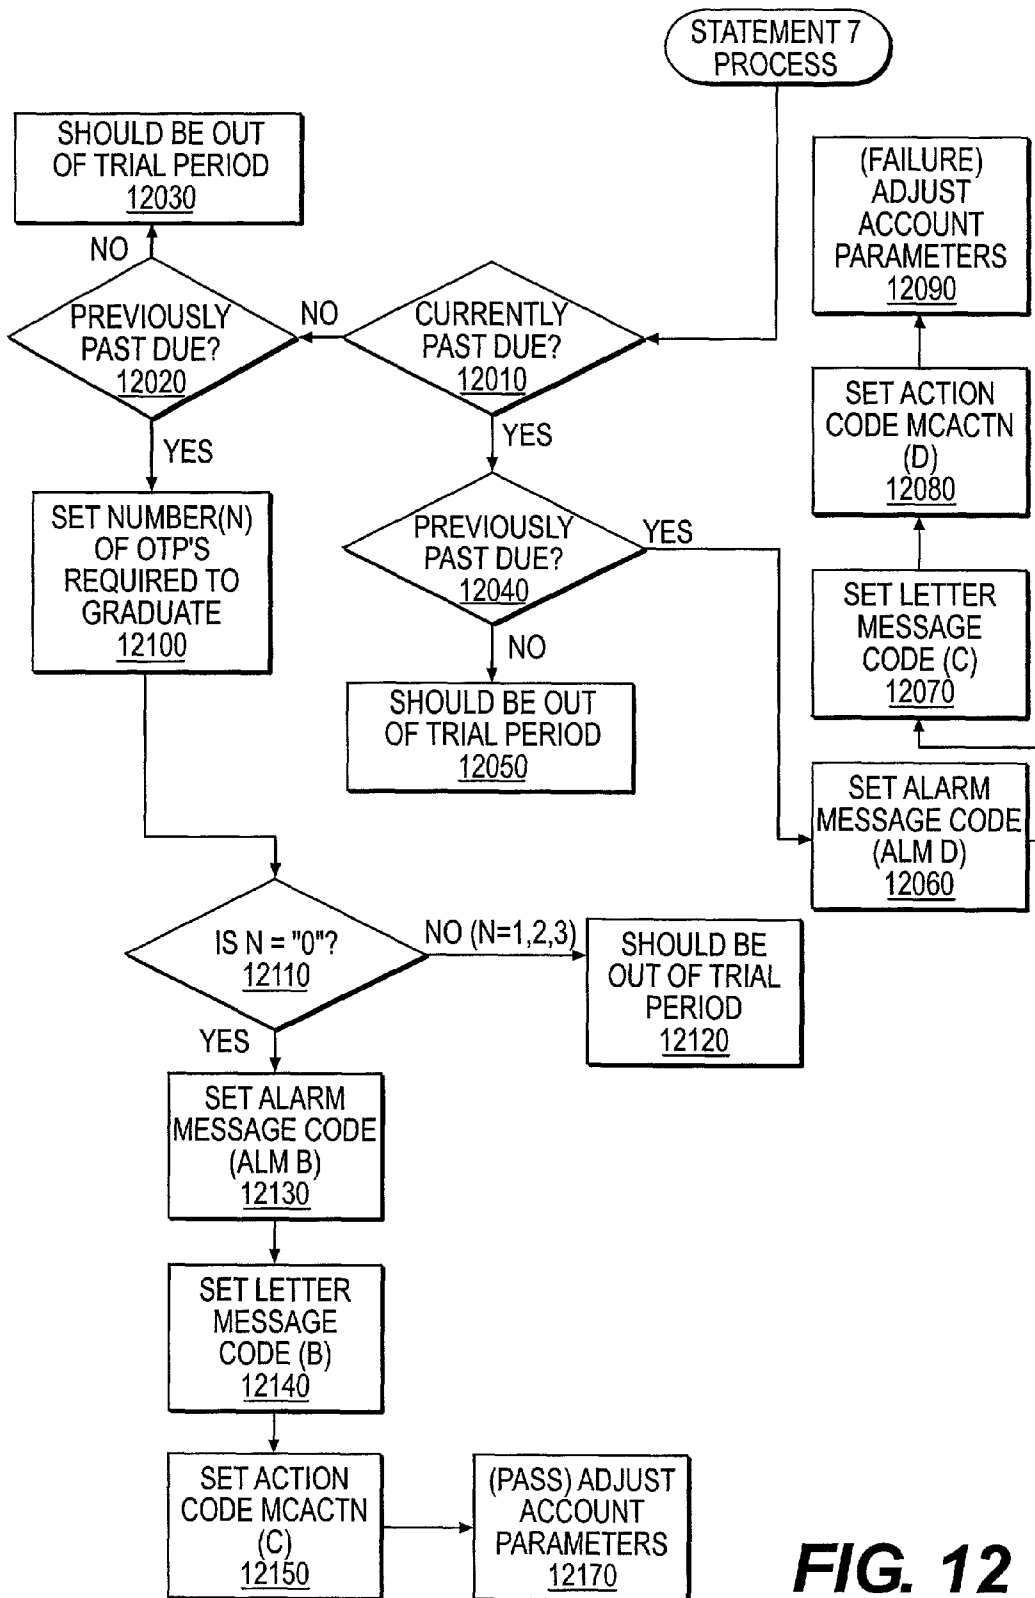 STATEMENT 7
PROCESS
SHOULD BE OUT
OF TRIAL PERIOD
12030
(FAILURE)
ADJUST
ACCOUNT
PARAMETERS
12090
NO
PREVIOUSLY
PAST DUE?
12020
NO
CURRENTLY
PAST DUE?
12010
YES
YES
SET ACTION
CODE MCACTN
(D)
12080
SET NUMBER(N)
OF OTP'S
REQUIRED TO
GRADUATE
12100
PREVIOUSLY
PAST DUE?
12040
YES
NO
SET LETTER
MESSAGE
CODE (C)
12070
SHOULD BE OUT
OF TRIAL PERIOD
12050
SET ALARM
MESSAGE CODE
(ALM D)
12060
IS N = "0"?
12110
NO (N=1,2,3)
SHOULD BE
OUT OF TRIAL
PERIOD
12120
YES
SET ALARM
MESSAGE CODE
(ALM B)
12130
SET LETTER
MESSAGE
CODE (B)
12140
SET ACTION
CODE MCACTN
(C)
12150
(PASS) ADJUST
ACCOUNT
PARAMETERS
12170
FIG. 12